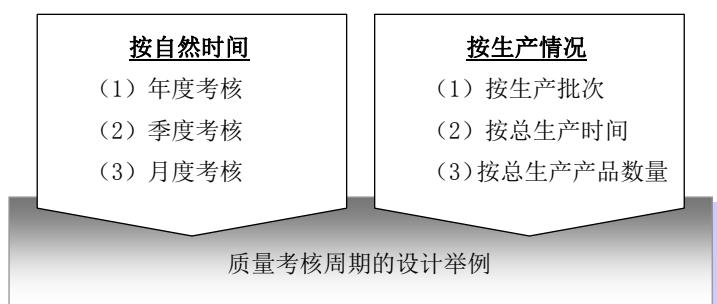 按自然时间
（1）年度考核
（2）季度考核
（3）月度考核
按生产情况
（1）按生产批次
（2）按总生产时间
（3）按总生产产品数量
质量考核周期的设计举例